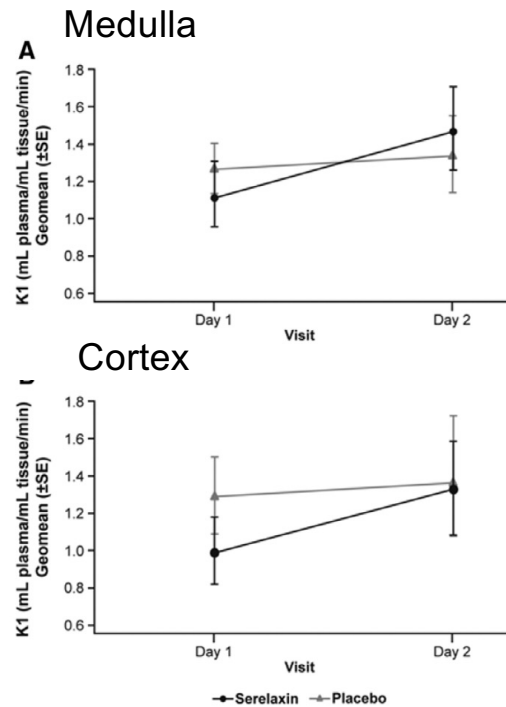 Medulla
A
K1 (mL plasma/mL tissue/min)
Geomean (±SE)
1.8
1.6
1.4
1.2
1.0
0.8
0.6
Day 1
Day 2
Visit
Cortex
K1 (mL plasma/mL tissue/min)
Geomean (±SE)
1.8
1.6
1.4
1.2
1.0
0.8
0.6
Day 1
Day 2
Visit
Serelaxin
Placebo